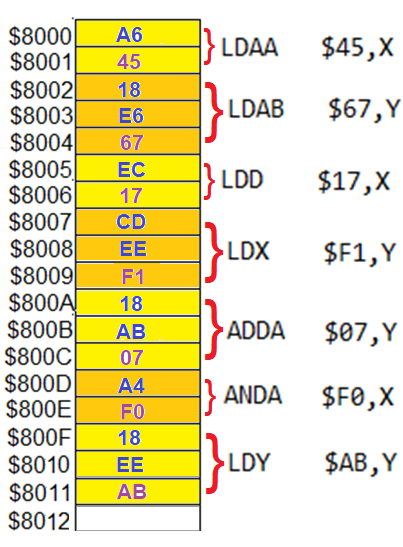 $8000 A6 LDAA $45,X
$8001 45
$8002 18
$8003 E6 LDAB $67,Y
$8004 67
$8005 EC LDD $17,X
$8006 17
$8007 CD
$8008 EE LDX $F1,Y
$8009 F1
$800A 18
$800B AB ADDA $07,Y
$800C 07
$800D A4 ANDA $F0,X
$800E F0
$800F 18
$8010 EE LDY $AB,Y
$8011 AB
$8012